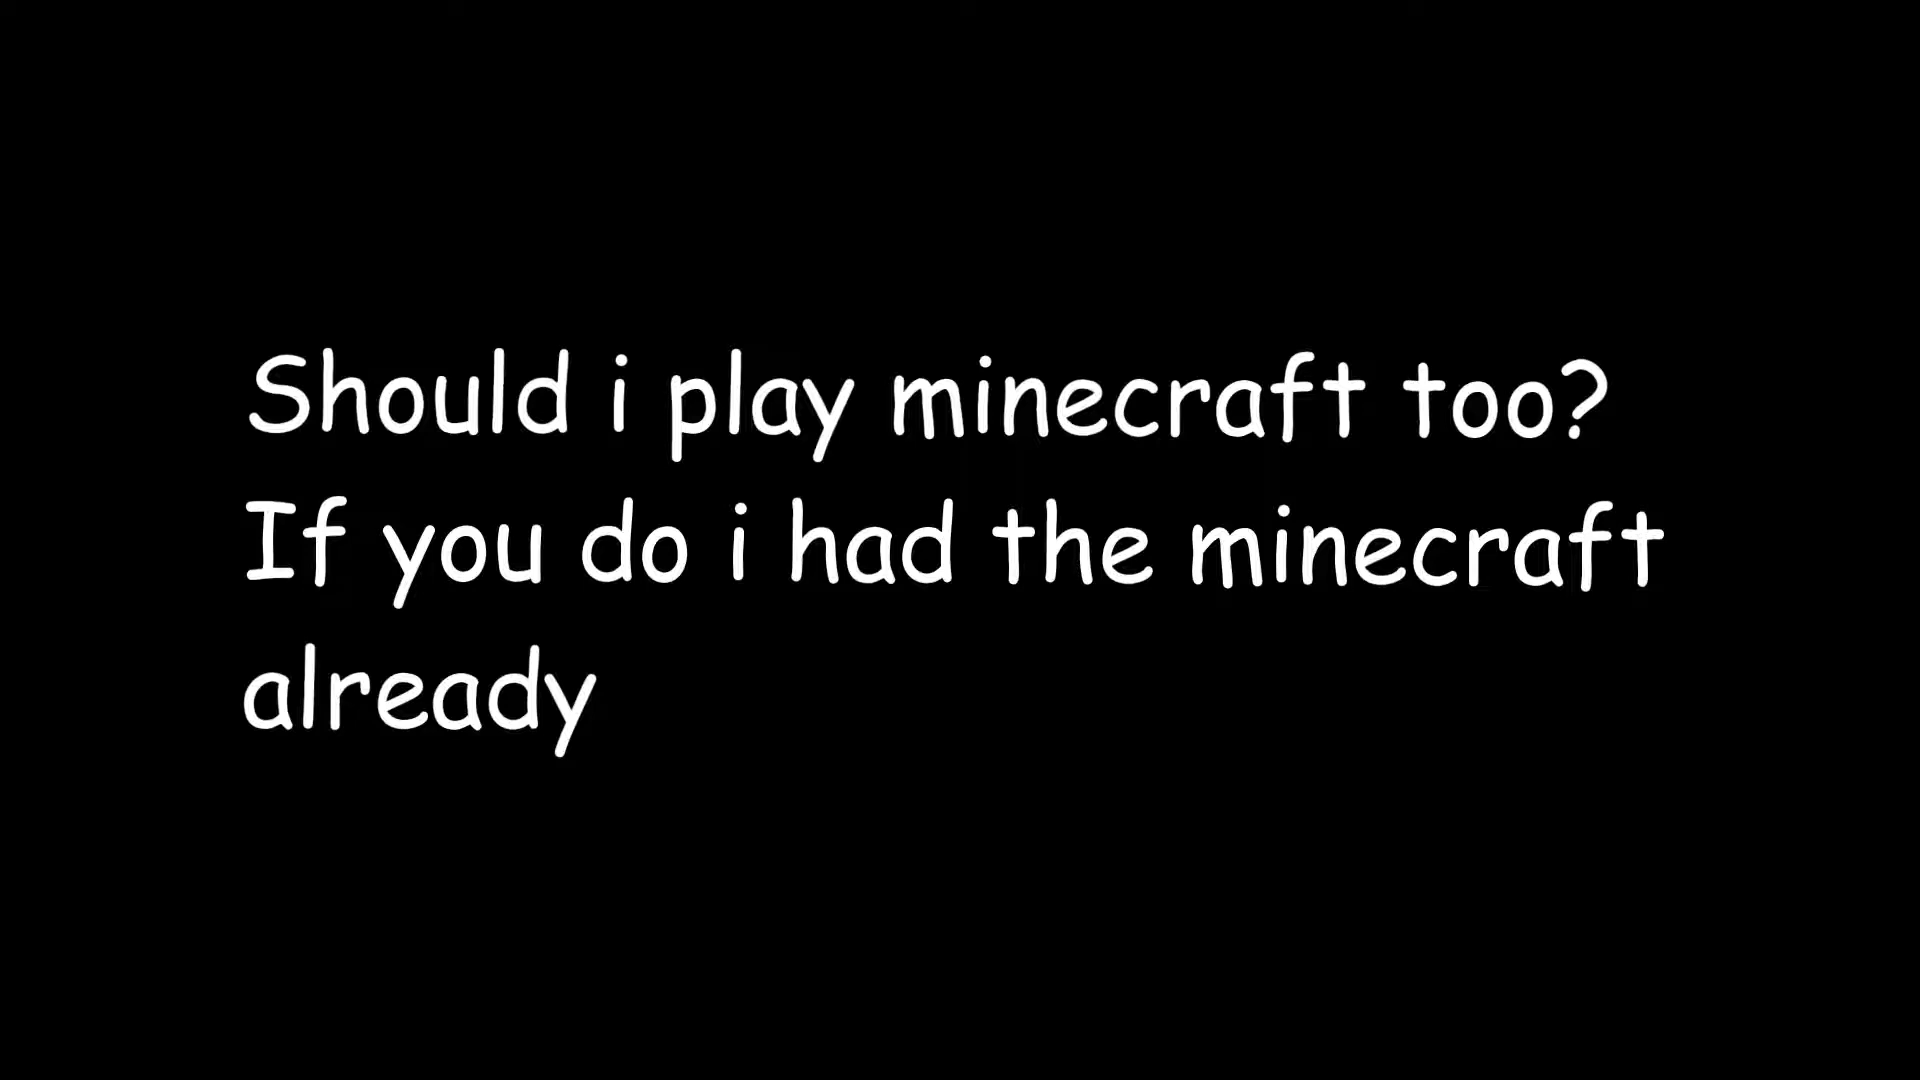 Should i play minecraft too?
If you do i had the minecraft
already